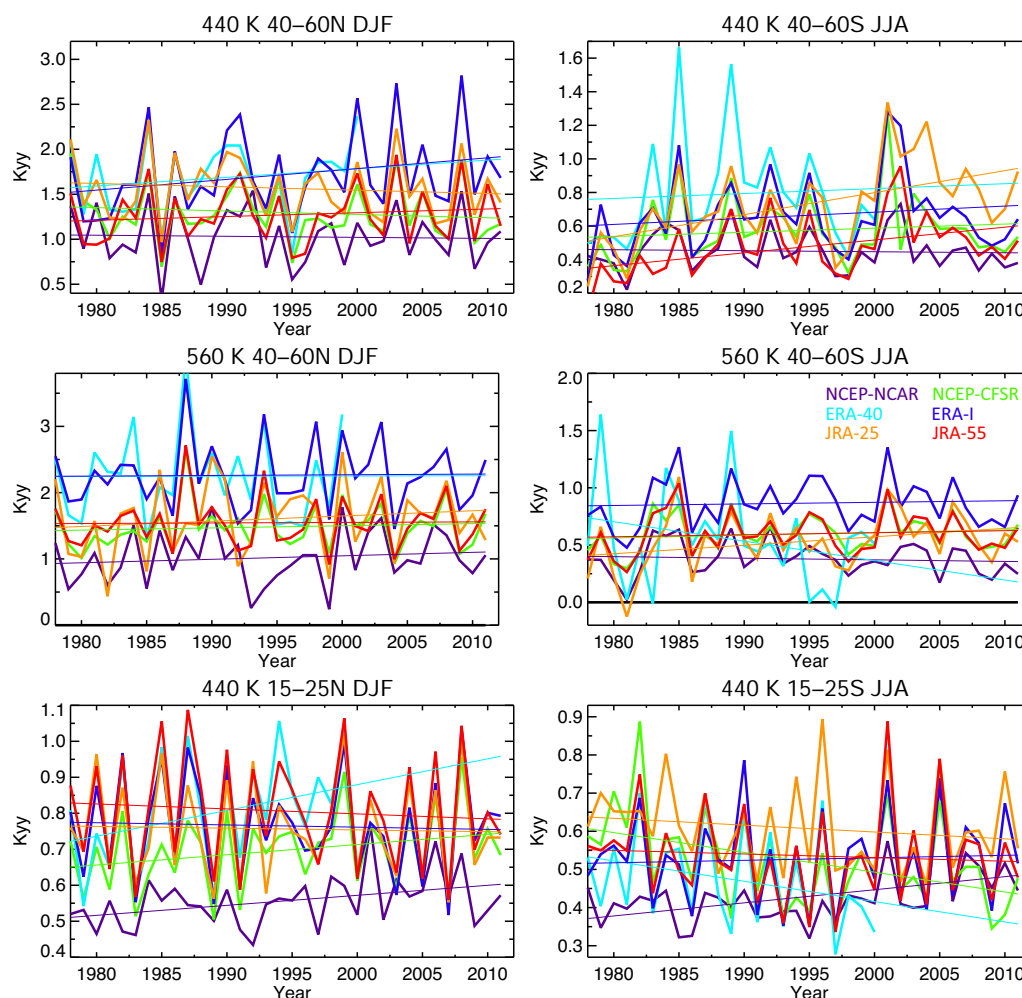 440 K 40–60N DJF
Kyy
3.0
2.5
2.0
1.5
1.0
0.5
1980 1985 1990 1995 2000 2005 2010
Year
440 K 40–60S JJA
Kyy
1.6
1.4
1.2
1.0
0.8
0.6
0.4
0.2
1980 1985 1990 1995 2000 2005 2010
Year
560 K 40–60N DJF
Kyy
3
2
1
0
1980 1985 1990 1995 2000 2005 2010
Year
560 K 40–60S JJA
NCEP-NCAR NCEP-CFSR
ERA-40 ERA-I
JRA-25 JRA-55
Kyy
2.0
1.5
1.0
0.5
0.0
1980 1985 1990 1995 2000 2005 2010
Year
440 K 15–25N DJF
Kyy
1.1
1.0
0.9
0.8
0.7
0.6
0.5
0.4
1980 1985 1990 1995 2000 2005 2010
Year
440 K 15–25S JJA
Kyy
0.9
0.8
0.7
0.6
0.5
0.4
0.3
1980 1985 1990 1995 2000 2005 2010
Year